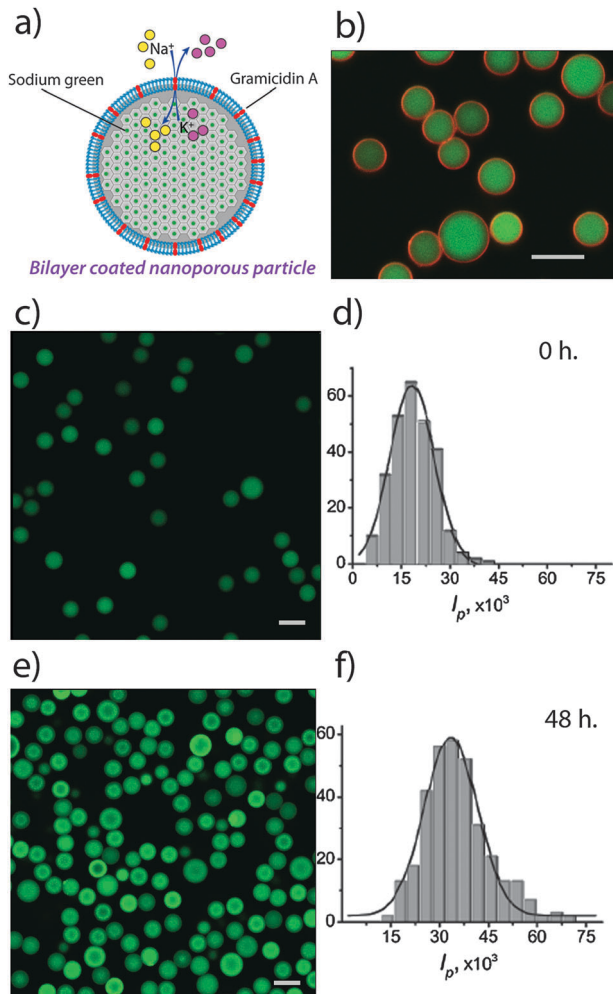 a)
Na⁺
Sodium green
Gramicidin A
K⁺
Bilayer coated nanoporous particle
b)
c)
d)
0 h.
60
40
20
0
0 15 30 45 60 75
Iₚ, x10³
e)
f)
48 h.
60
40
20
0
15 30 45 60 75
Iₚ, x10³